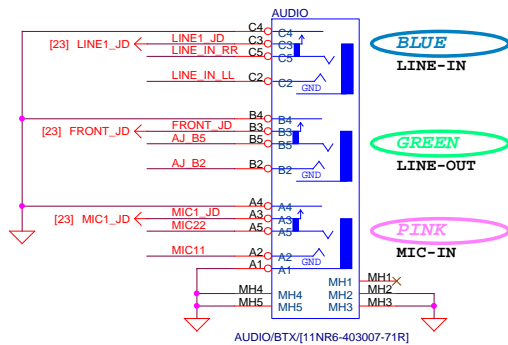 AUDIO
C4 C4
[23] LINE1_JD LINE1_JD C3 C3
LINE_IN_RR C5 C5
LINE_IN_LL C2 C2
GND
BLUE
LINE-IN
B4 B4
[23] FRONT_JD FRONT_JD B3 B3
AJ_B5 B5 B5
AJ_B2 B2 B2
GND
GREEN
LINE-OUT
A4 A4
[23] MIC1_JD MIC1_JD A3 A3
MIC22 A5 A5
MIC11 A2 A2
GND
A1 A1
PINK
MIC-IN
MH1 MH1
MH4 MH4 MH2 MH2
MH5 MH5 MH3 MH3
AUDIO/BTX/[11NR6-403007-71R]